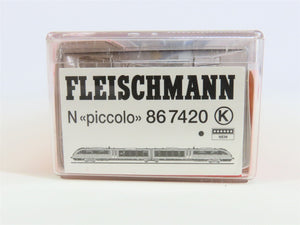 FLEISCHMANN
N «piccolo» 86 7420 K